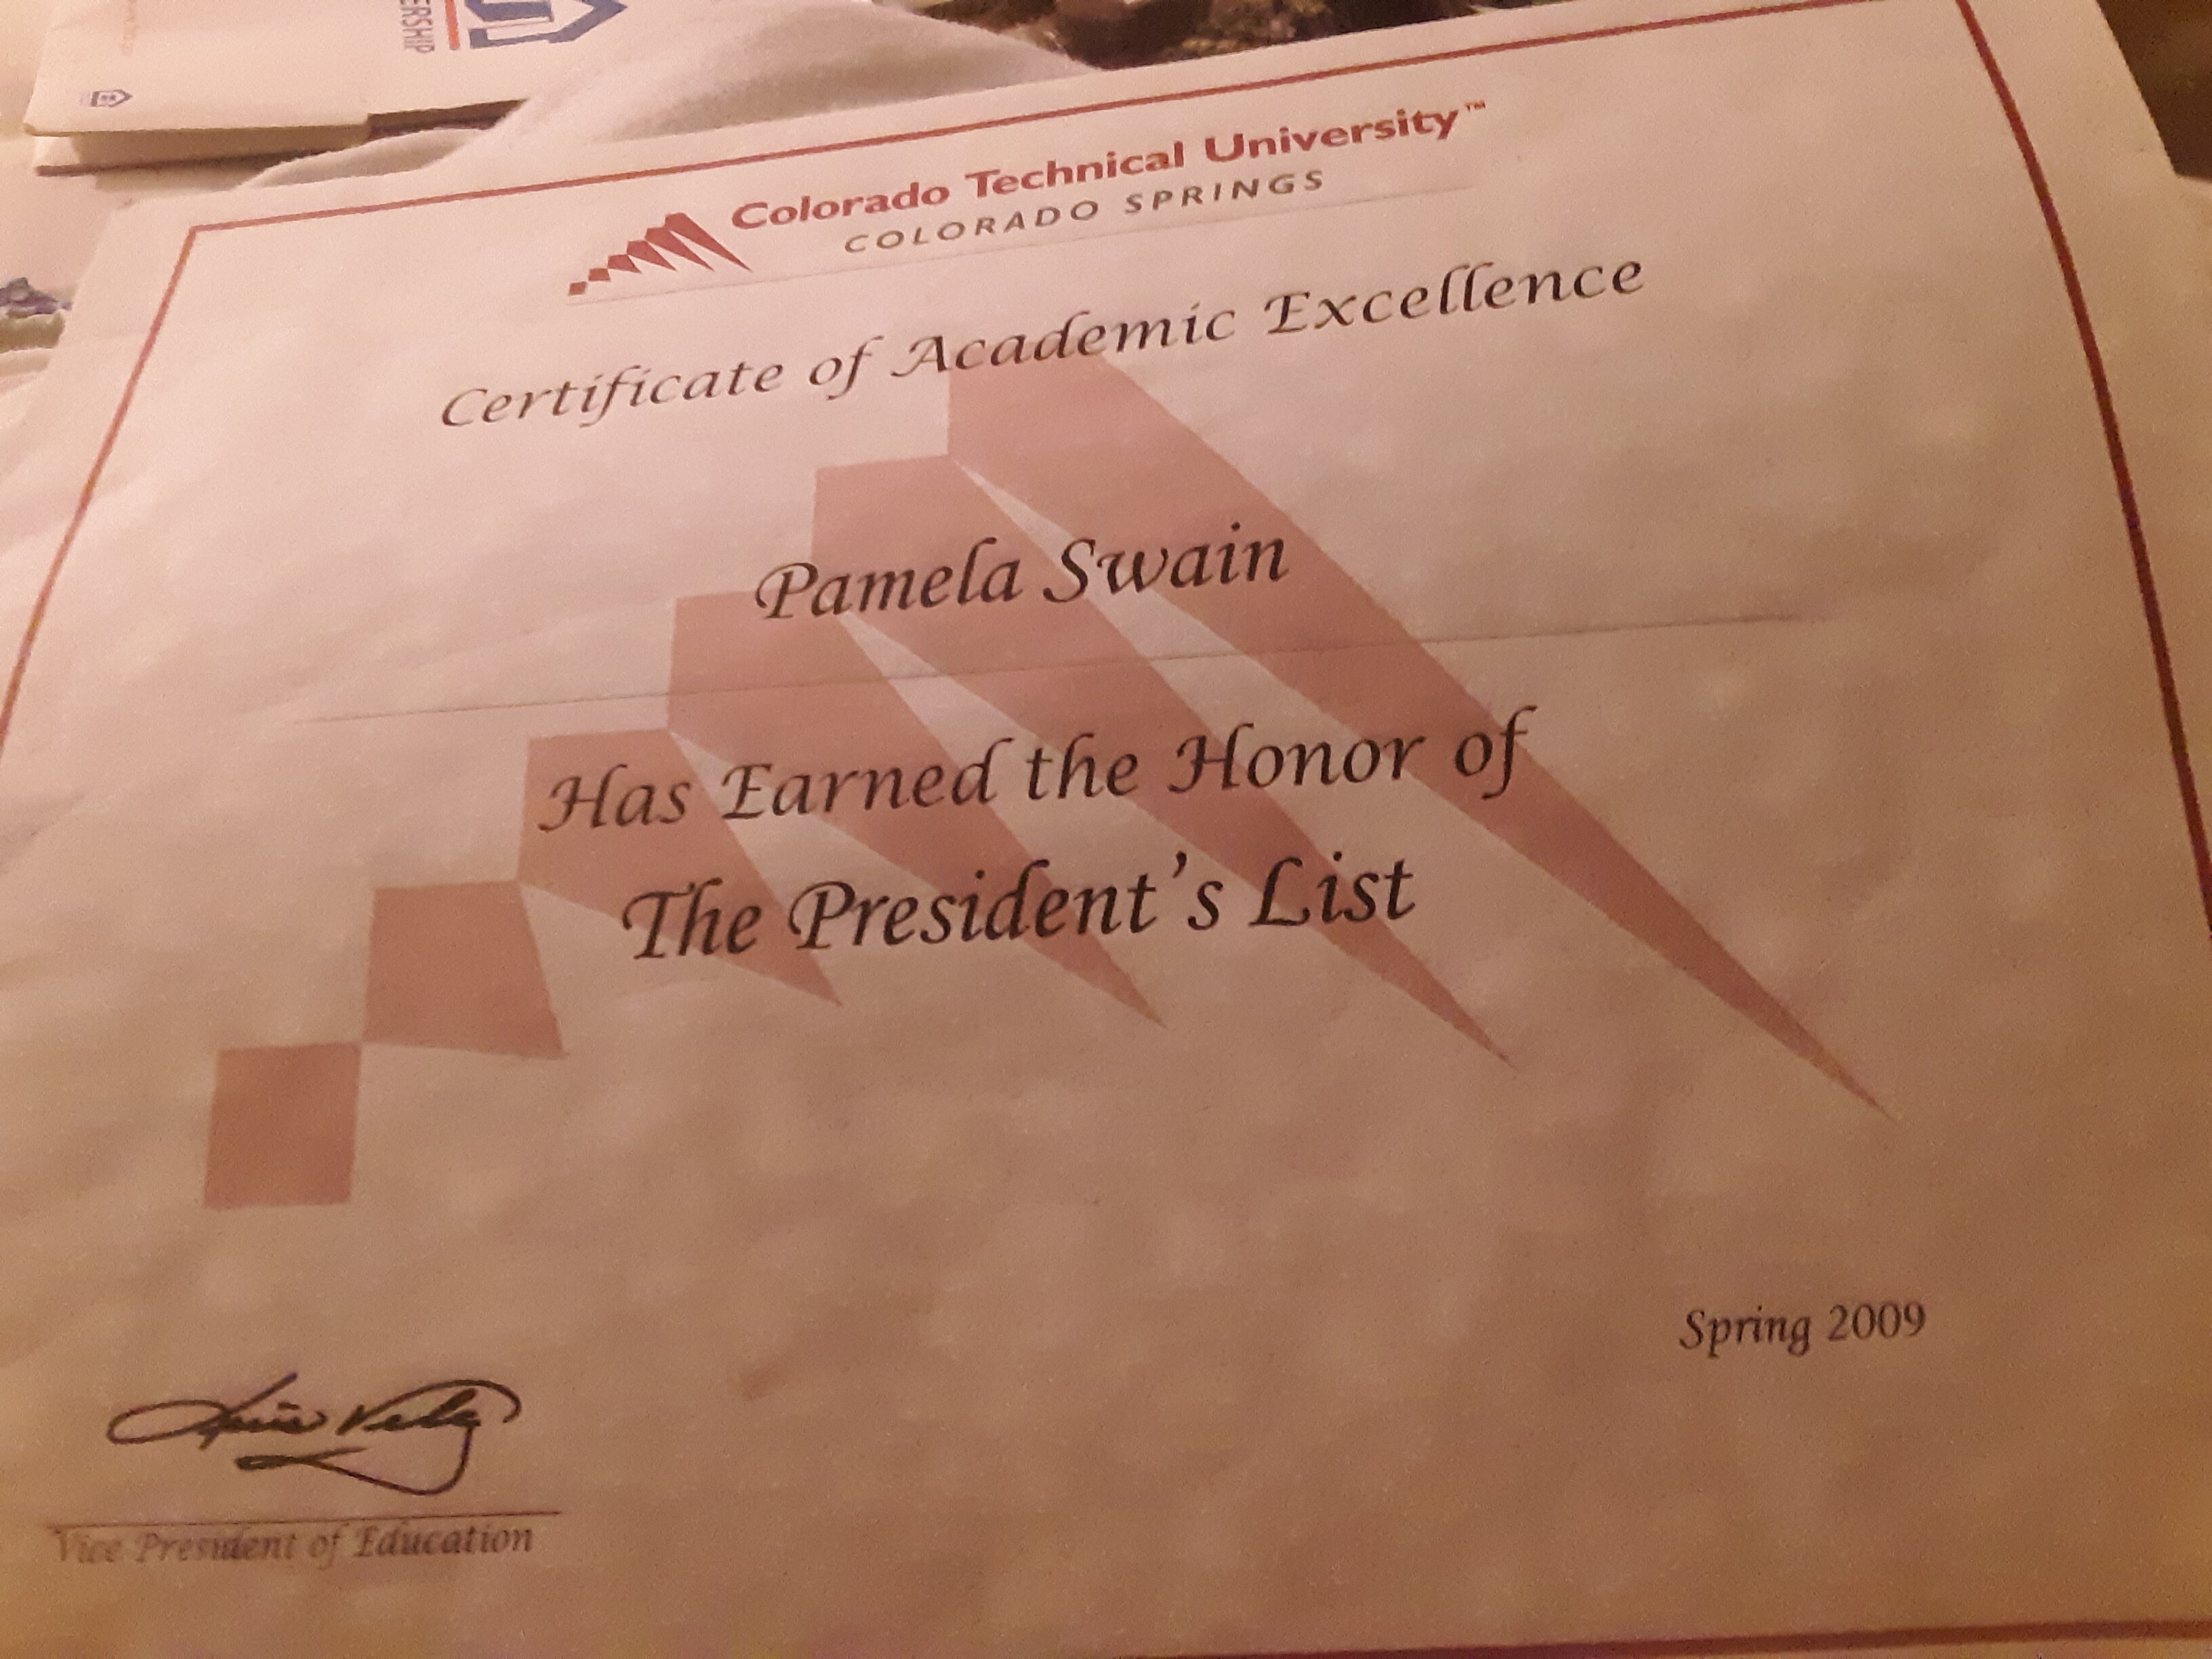 ERSHIP
Colorado Technical University™
COLORADO SPRINGS
Certificate of Academic Excellence
Pamela Swain
Has Earned the Honor of
The President's List
Spring 2009
Vice President of Education